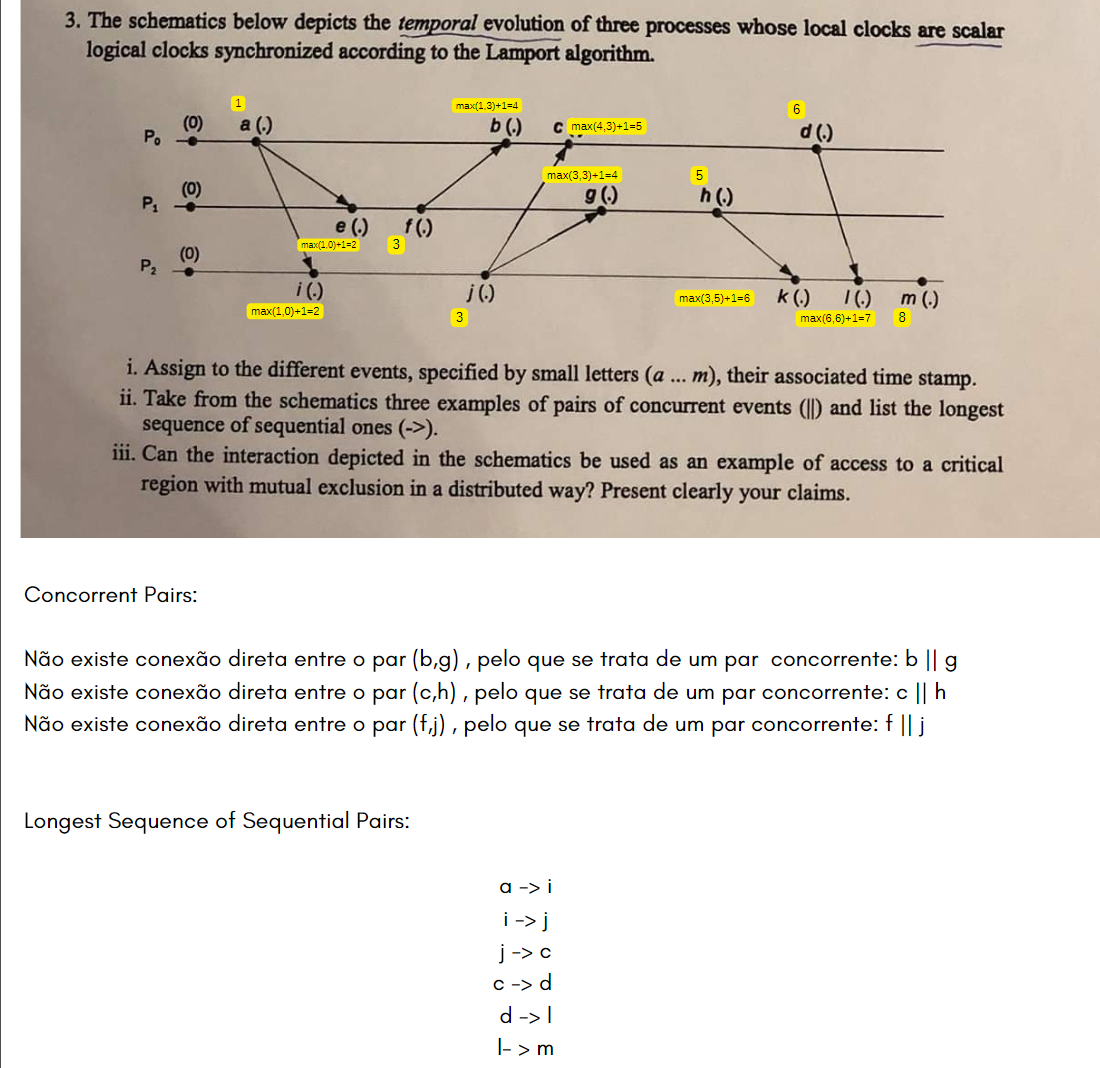 3. The schematics below depicts the temporal evolution of three processes whose local clocks are scalar
logical clocks synchronized according to the Lamport algorithm.
1
max(1,3)+1=4
6
P₀ (0) a (.) b (.) c max(4,3)+1=5 d (.)
max(3,3)+1=4
5
P₁ (0) g (.) h (.)
e (.) f (.)
max(1,0)+1=2
3
P₂ (0)
i (.) j (.) k (.) l (.) m (.)
max(3,5)+1=6
max(1,0)+1=2
3
max(6,6)+1=7
8
i. Assign to the different events, specified by small letters (a ... m), their associated time stamp.
ii. Take from the schematics three examples of pairs of concurrent events (||) and list the longest
sequence of sequential ones (->).
iii. Can the interaction depicted in the schematics be used as an example of access to a critical
region with mutual exclusion in a distributed way? Present clearly your claims.
Concorrent Pairs:
Não existe conexão direta entre o par (b,g) , pelo que se trata de um par concorrente: b || g
Não existe conexão direta entre o par (c,h) , pelo que se trata de um par concorrente: c || h
Não existe conexão direta entre o par (f,j) , pelo que se trata de um par concorrente: f || j
Longest Sequence of Sequential Pairs:
a -> i
i -> j
j -> c
c -> d
d -> l
l- > m